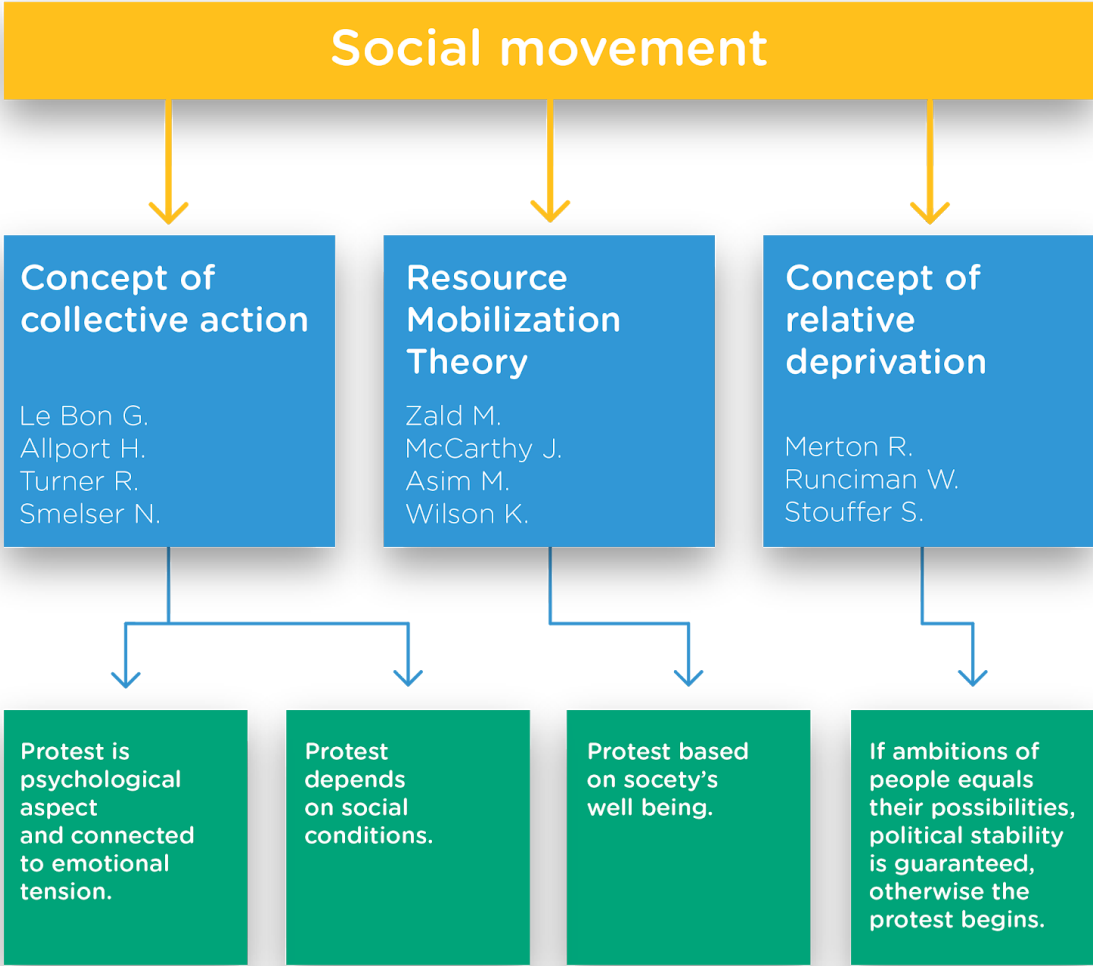 Social movement
Concept of
collective action
Le Bon G.
Allport H.
Turner R.
Smelser N.
Resource
Mobilization
Theory
Zald M.
McCarthy J.
Asim M.
Wilson K.
Concept of
relative
deprivation
Merton R.
Runciman W.
Stouffer S.
Protest is
psychological
aspect
and connected
to emotional
tension.
Protest
depends
on social
conditions.
Protest based
on socety’s
well being.
If ambitions of
people equals
their possibilities,
political stability
is guaranteed,
otherwise the
protest begins.